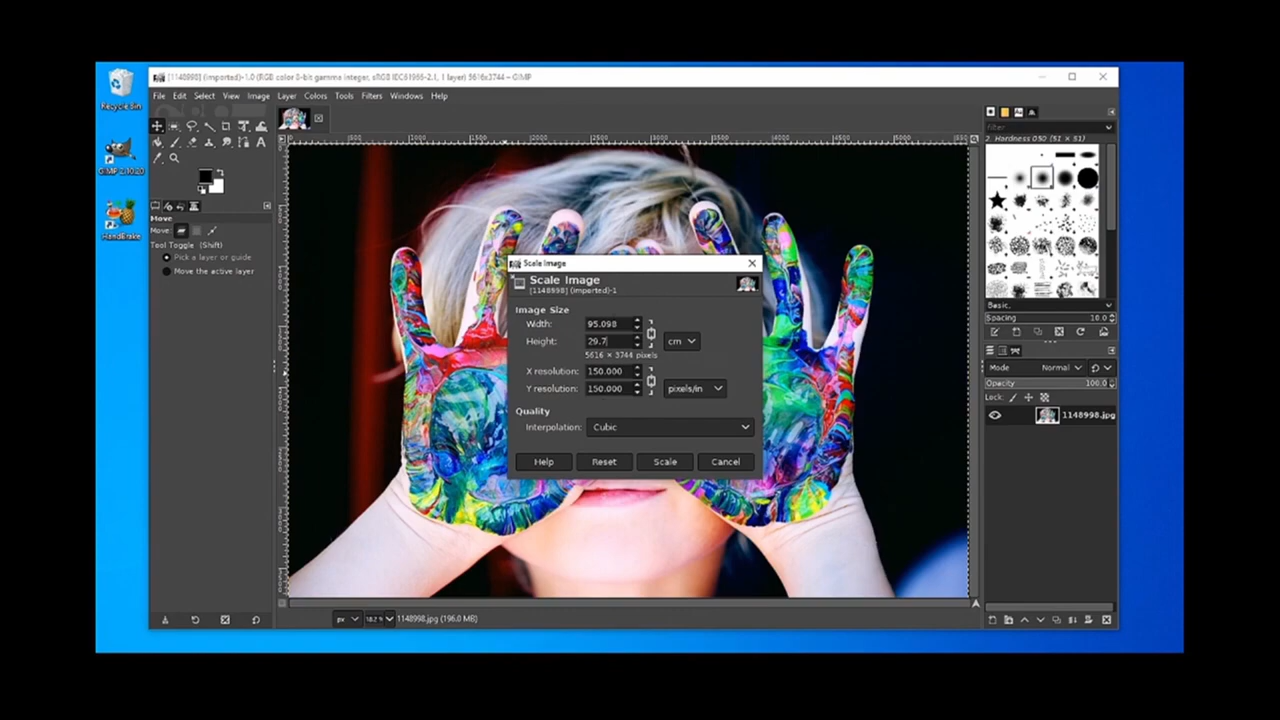 [1148998] (imported)-1.0 (RGB color 8-bit gamma integer, sRGB IEC61966-2.1, 1 layer) 5616x3744 – GIMP
Recycle Bin
File Edit Select View Image Layer Colors Tools Filters Windows Help
GIMP 2.10.20
HandBrake
Filter
2. Hardness 050 (51 × 51)
Move
Move:
Tool Toggle (Shift)
Pick a layer or guide
Move the active layer
Scale Image
Scale Image
[1148998] (imported)-1
Image Size
Width: 95.098
Height: 29.7 cm
5616 × 3744 pixels
X resolution: 150.000
Y resolution: 150.000 pixels/in
Quality
Interpolation: Cubic
Help Reset Scale Cancel
Basic,
Spacing 10.0
Mode Normal
Opacity 100.0
Lock:
1148998.jpg
px 18.2 % 1148998.jpg (196.0 MB)